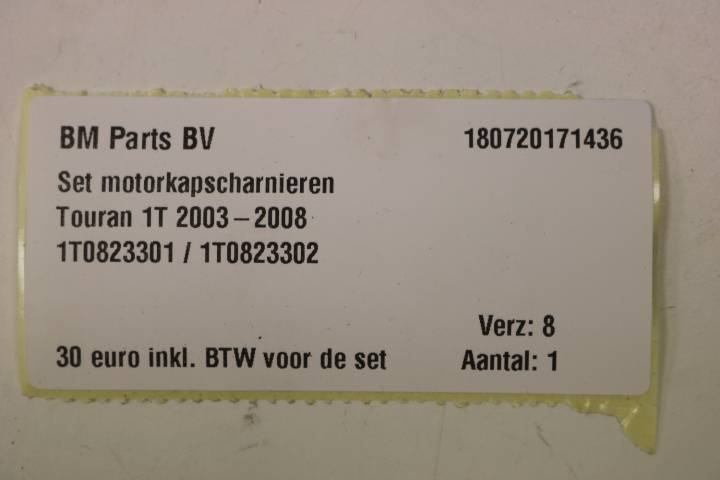 BM Parts BV 180720171436
Set motorkapscharnieren
Touran 1T 2003 – 2008
1T0823301 / 1T0823302
Verz: 8
30 euro inkl. BTW voor de set Aantal: 1